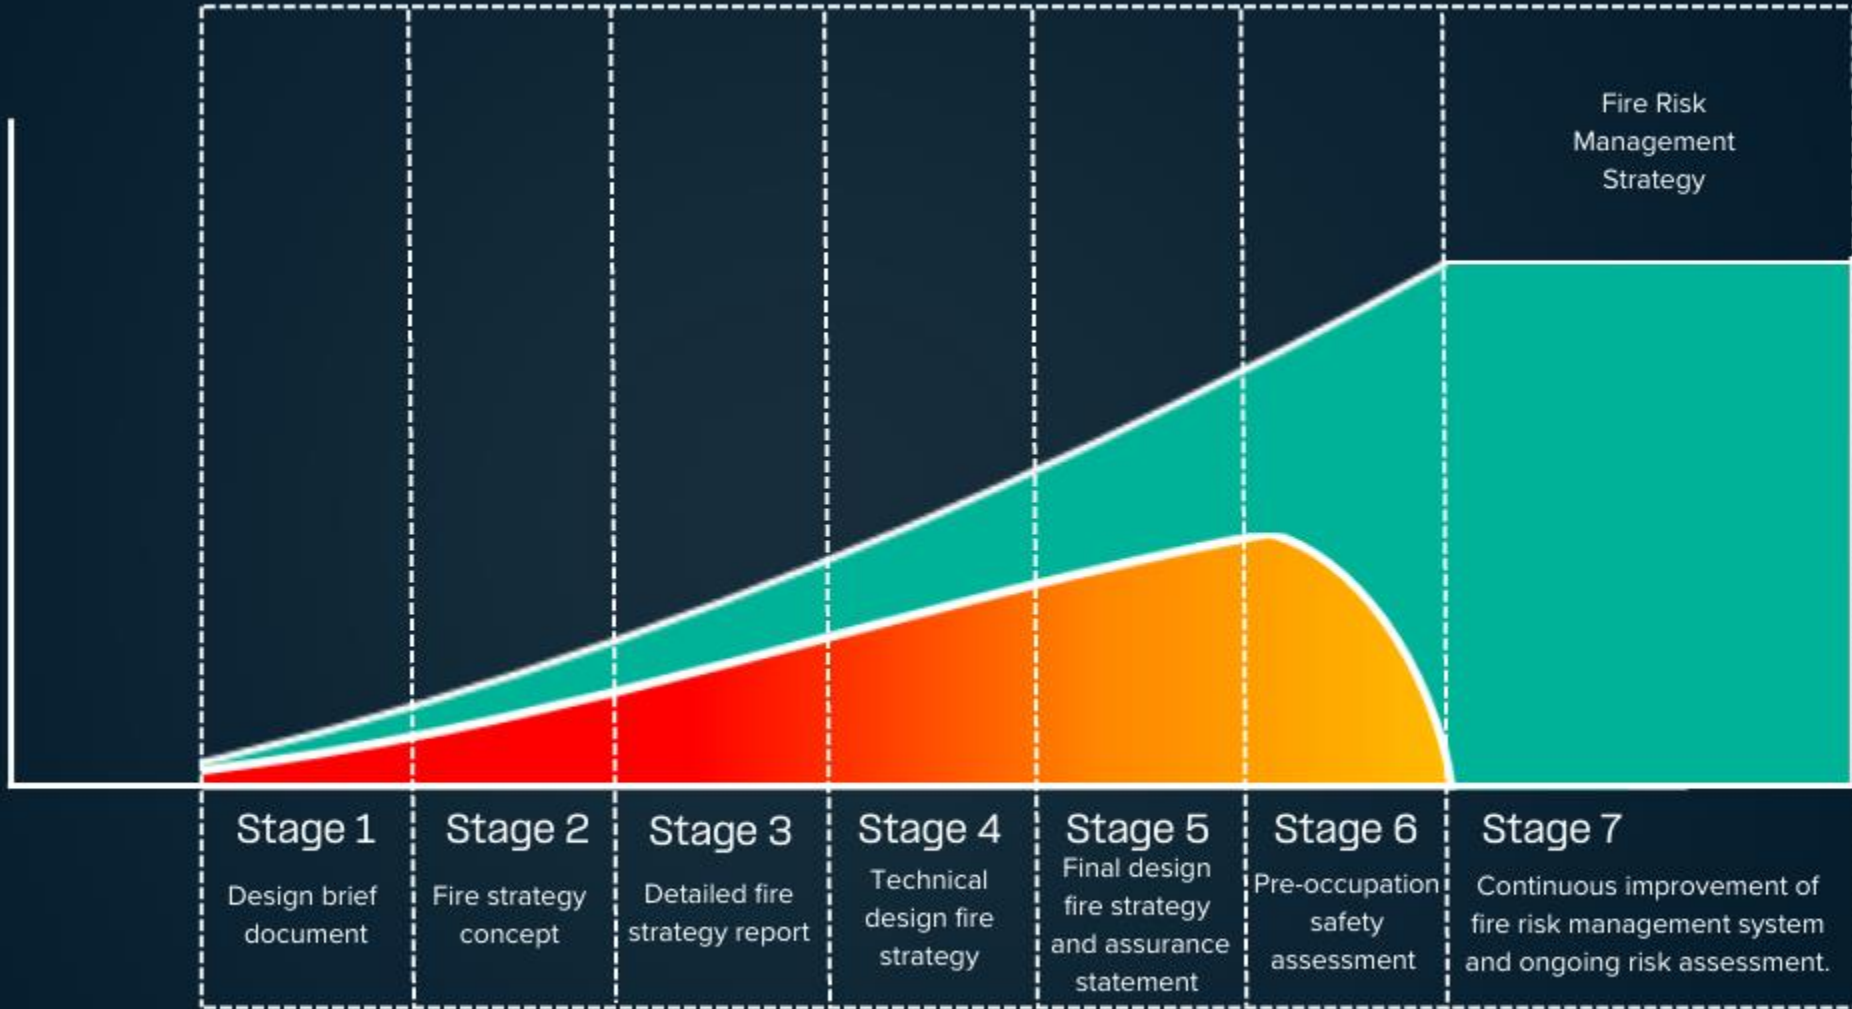 Fire Risk
Management
Strategy
Stage 1
Design brief
document
Stage 2
Fire strategy
concept
Stage 3
Detailed fire
strategy report
Stage 4
Technical
design fire
strategy
Stage 5
Final design
fire strategy
and assurance
statement
Stage 6
Pre-occupation
safety
assessment
Stage 7
Continuous improvement of
fire risk management system
and ongoing risk assessment.